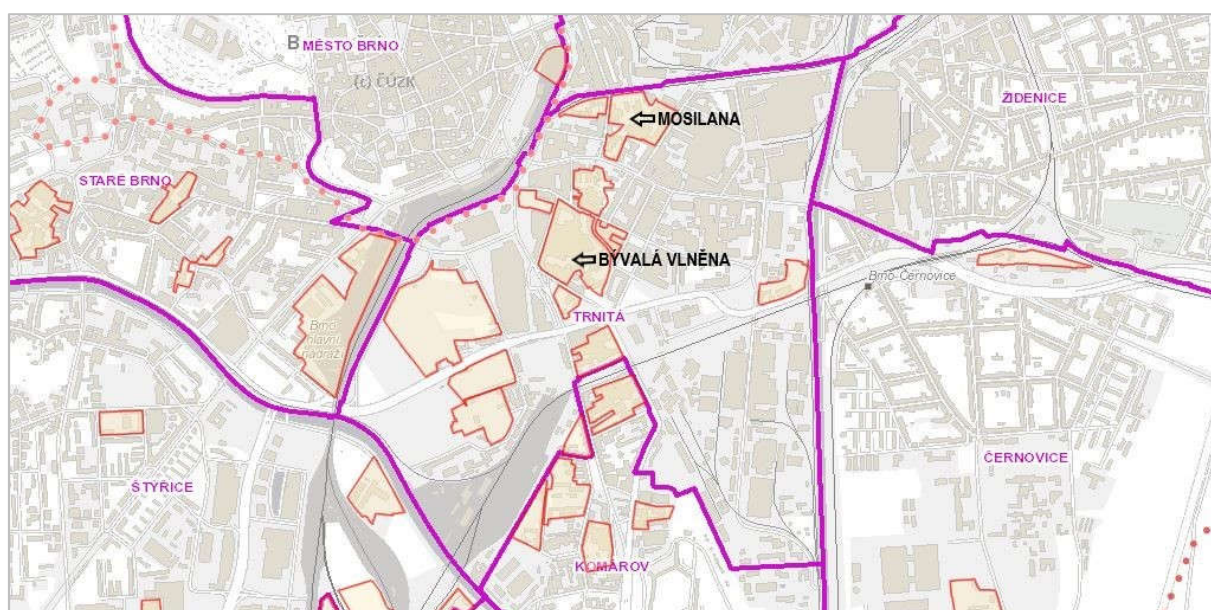 B
MĚSTO BRNO
(c) ČÚZK
MOSILANA
ŽIDENICE
STARÉ BRNO
BÝVALÁ VLNĚNA
Brno-Černovice
TRNITÁ
Brno
hlavní
nádraží
ČERNOVICE
ŠTÝŘICE
KOMÁROV